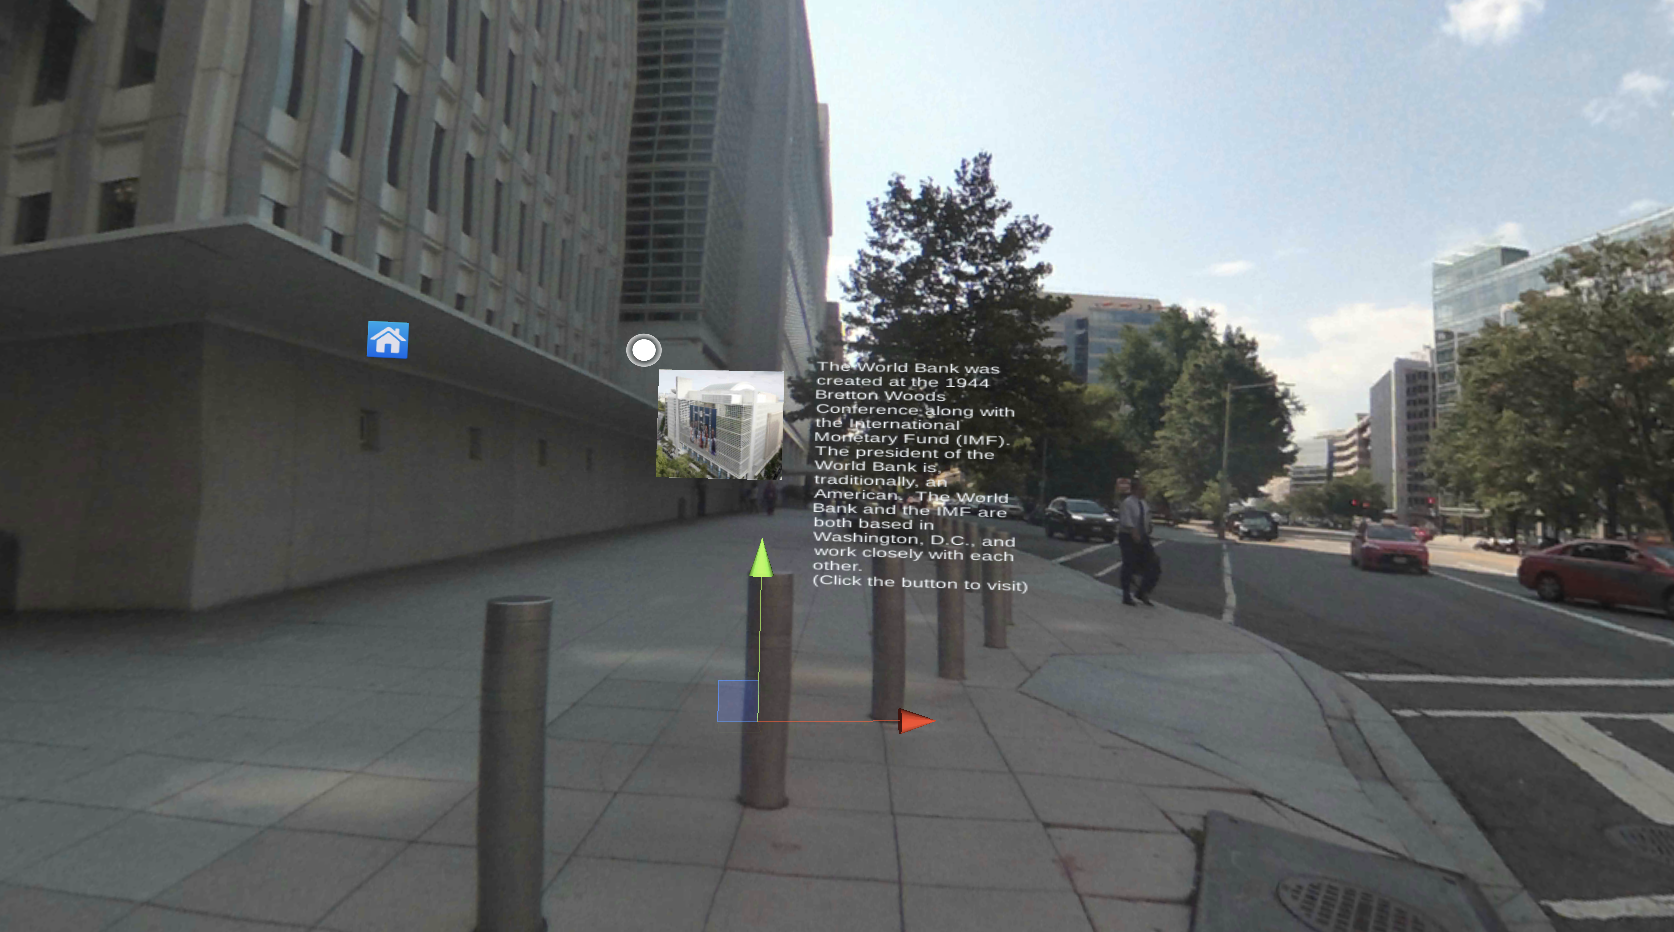 The World Bank was
created at the 1944
Bretton Woods
Conference along with
the International
Monetary Fund (IMF).
The president of the
World Bank is,
traditionally, an
American.  The World
Bank and the IMF are
both based in
Washington, D.C., and
work closely with each
other.
(Click the button to visit)